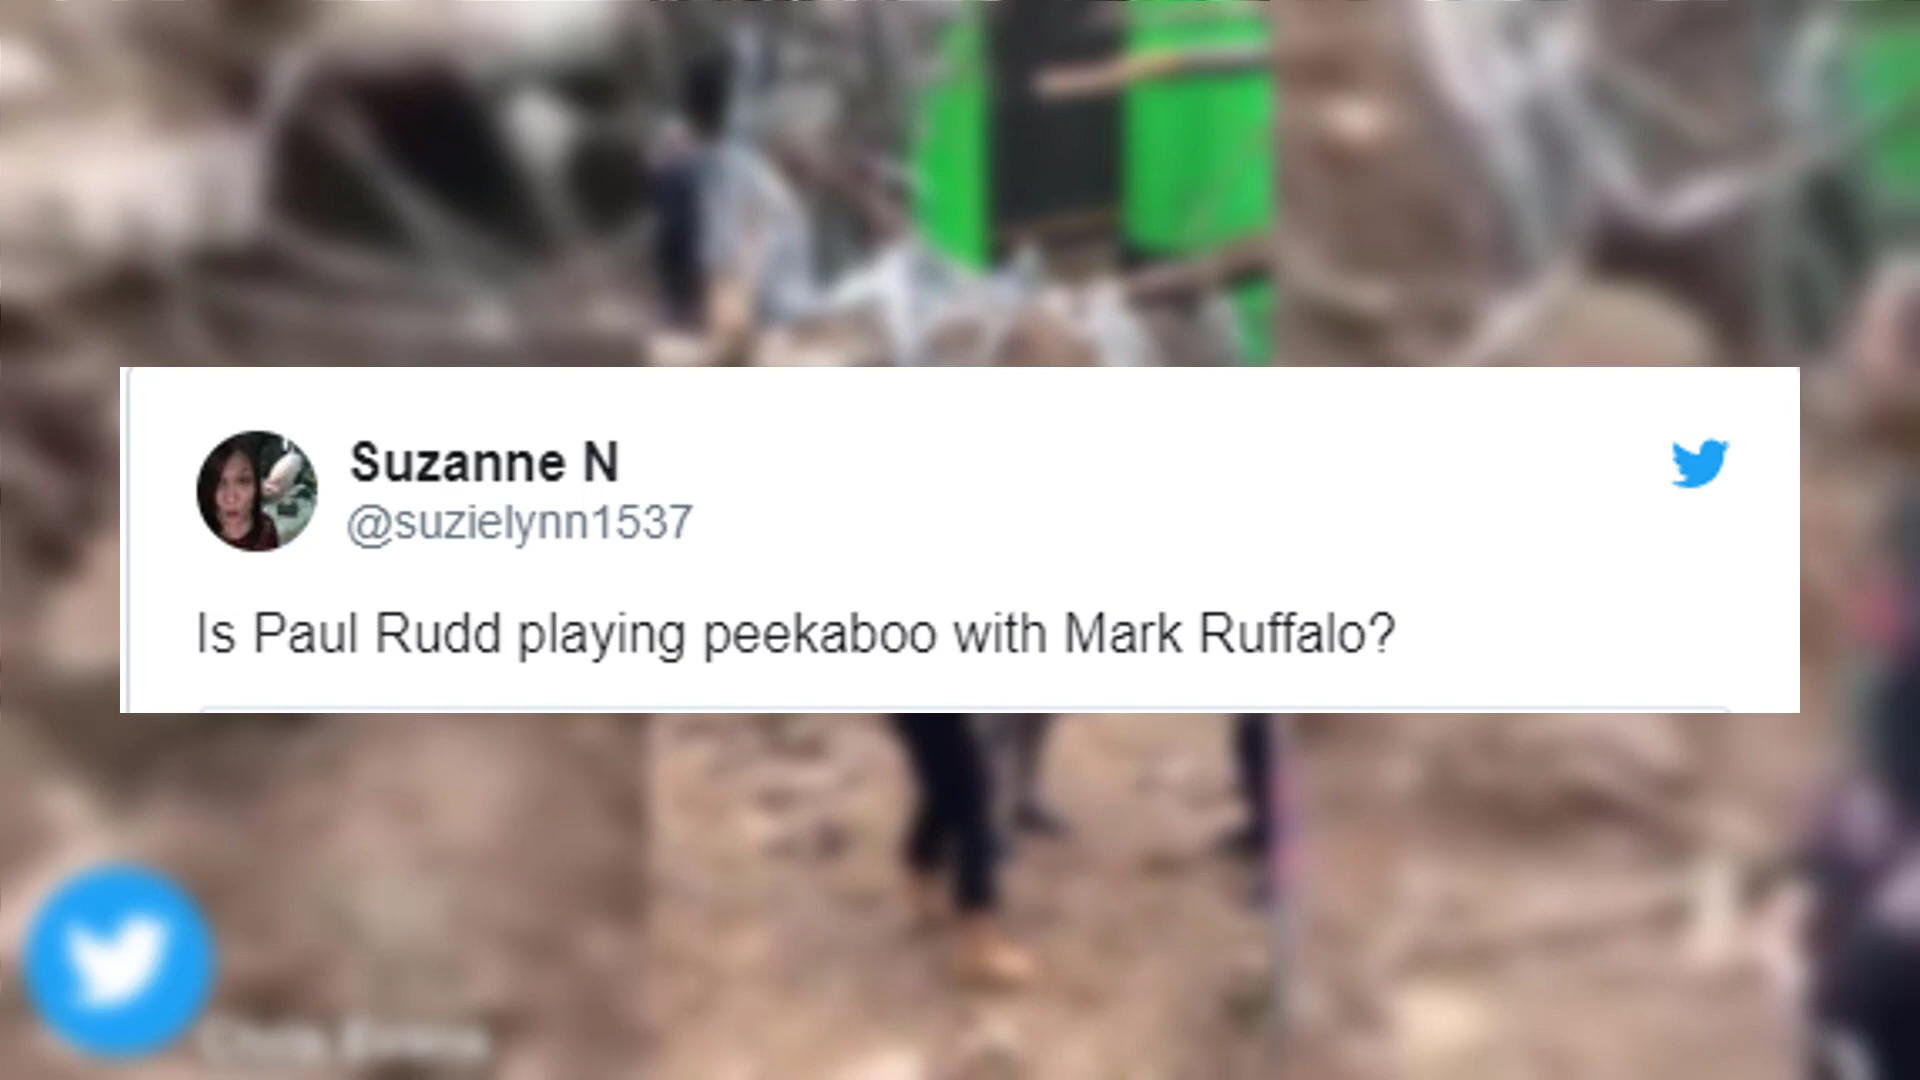 Suzanne N
@suzielynn1537
Is Paul Rudd playing peekaboo with Mark Ruffalo?